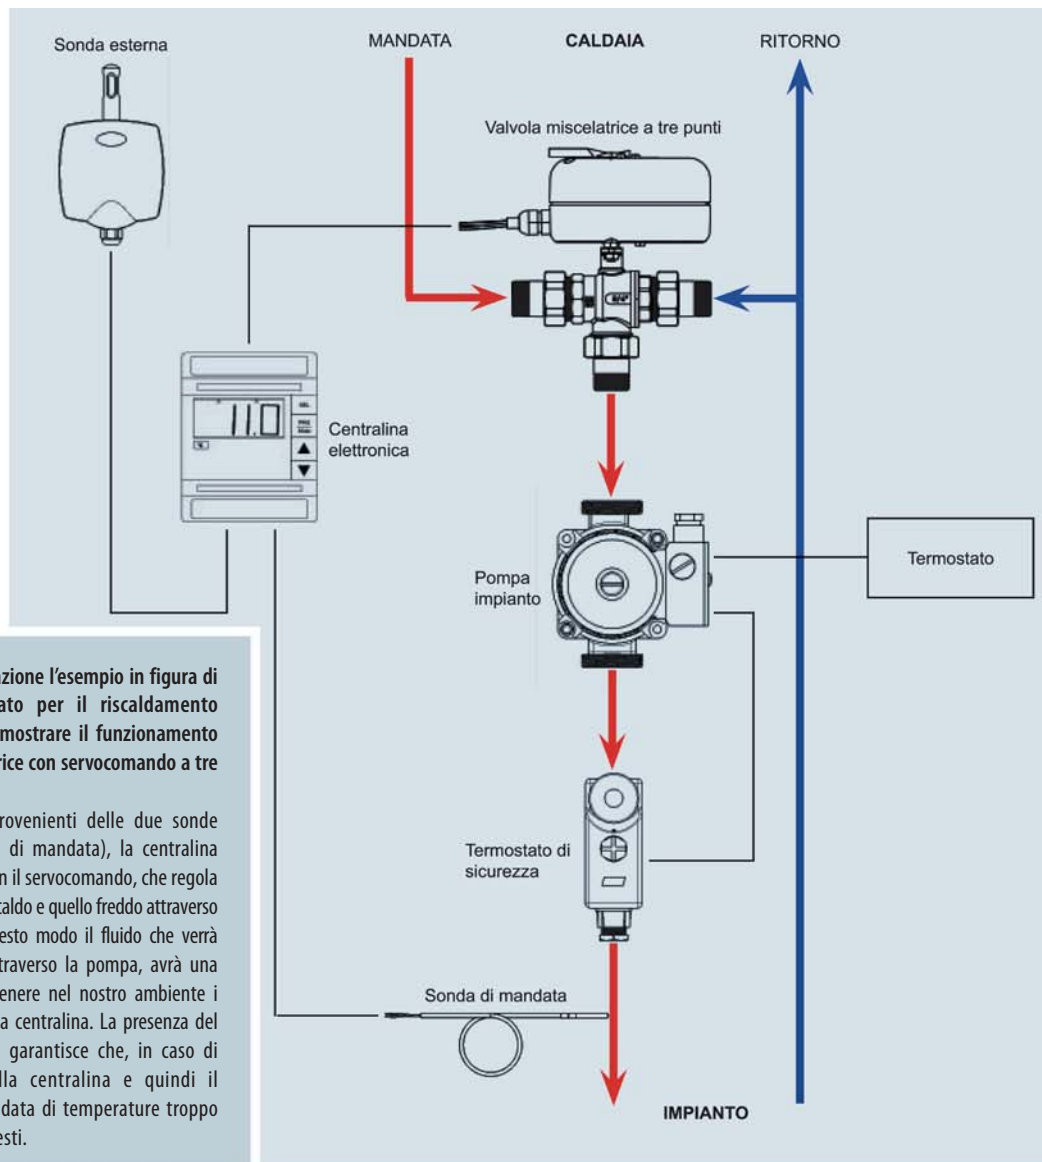 Sonda esterna
MANDATA
CALDAIA
RITORNO
Valvola miscelatrice a tre punti
3/4"
11.0
SEL
Centralina
elettronica
Pompa
impianto
Termostato
Termostato di
sicurezza
Sonda di mandata
IMPIANTO
azione l'esempio in figura di
ato per il riscaldamento
mostrare il funzionamento
rice con servocomando a tre
rovenienti delle due sonde
di mandata), la centralina
n il servocomando, che regola
caldo e quello freddo attraverso
esto modo il fluido che verrà
traverso la pompa, avrà una
enere nel nostro ambiente i
a centralina. La presenza del
garantisce che, in caso di
lla centralina e quindi il
data di temperature troppo
esti.